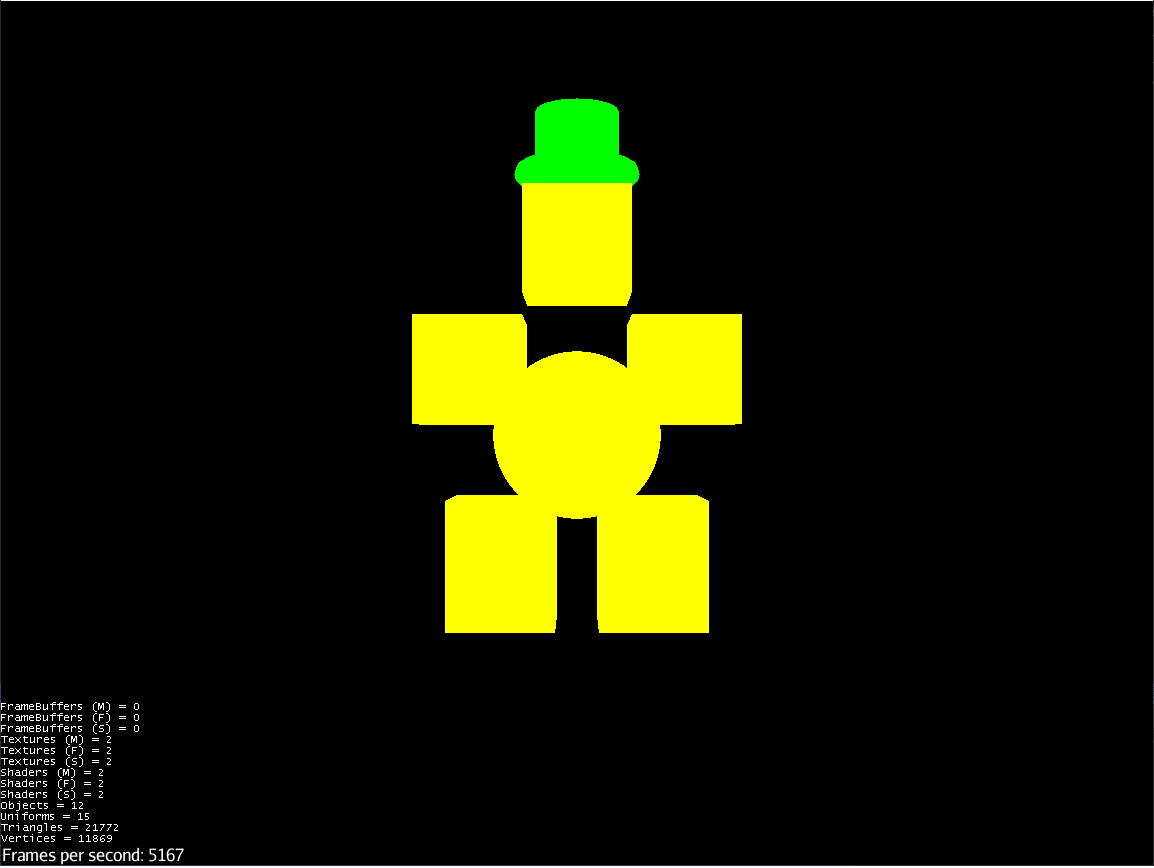 FrameBuffers (M) = 0
FrameBuffers (F) = 0
FrameBuffers (S) = 0
Textures (M) = 2
Textures (F) = 2
Textures (S) = 2
Shaders (M) = 2
Shaders (F) = 2
Shaders (S) = 2
Objects = 12
Uniforms = 15
Triangles = 21772
Vertices = 11869
Frames per second: 5167